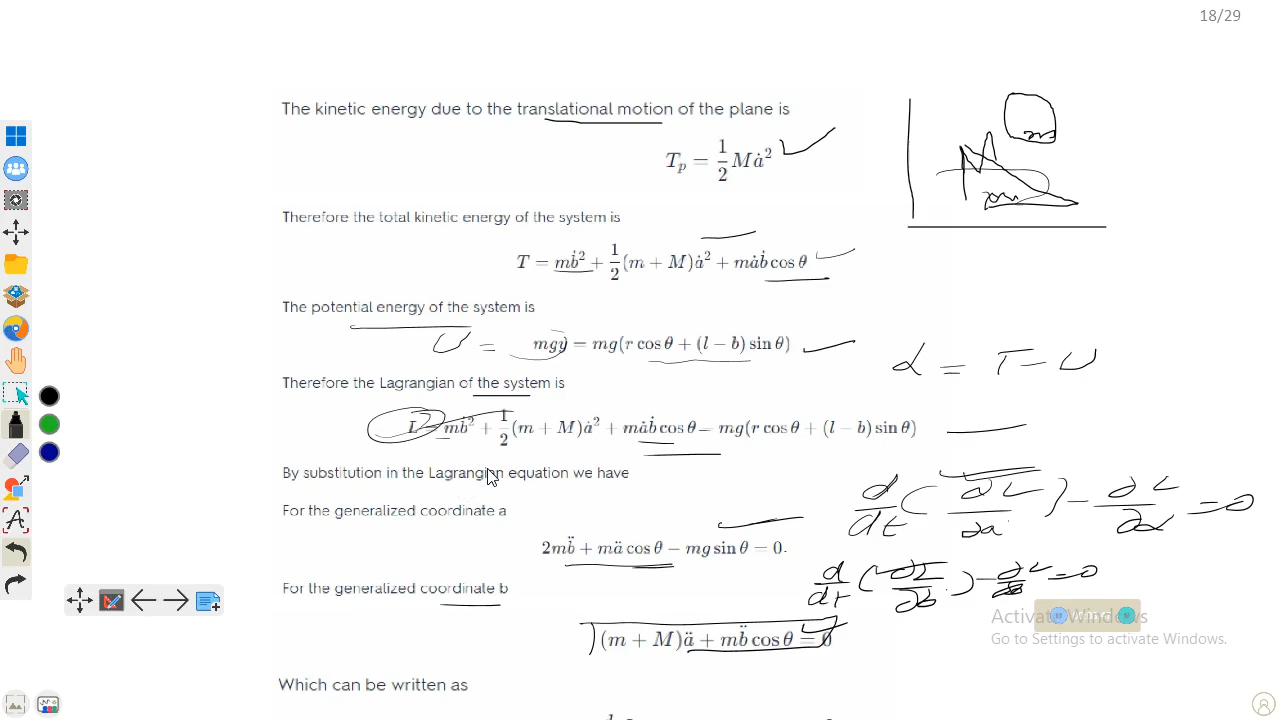 18/29
The kinetic energy due to the translational motion of the plane is
T_p = 1/2 Mȧ²
m
m
Therefore the total kinetic energy of the system is
T = mḃ² + 1/2 (m + M)ȧ² + mȧḃ cos θ
The potential energy of the system is
U = mgy = mg(r cos θ + (l − b) sin θ)
L = T − U
Therefore the Lagrangian of the system is
L = mḃ² + 1/2 (m + M)ȧ² + mȧḃ cos θ − mg(r cos θ + (l − b) sin θ)
By substitution in the Lagrangian equation we have
d/dt (∂L/∂ȧ) − ∂L/∂a = 0
For the generalized coordinate a
2mb̈ + mä cos θ − mg sin θ = 0.
d/dt (∂L/∂ḃ) − ∂L/∂b = 0
For the generalized coordinate b
(m + M)ä + mb̈ cos θ = 0
Activate Windows
Go to Settings to activate Windows.
Which can be written as